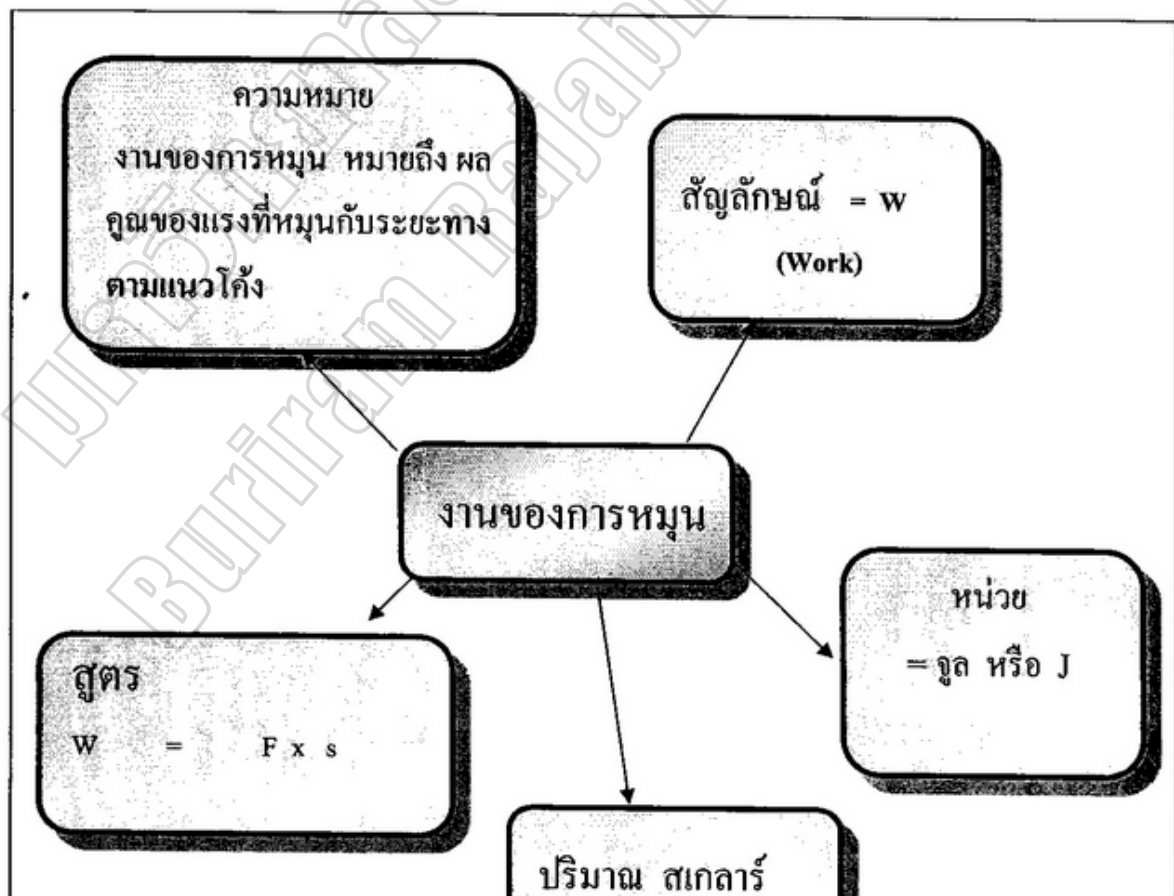 ความหมาย
งานของการหมุน หมายถึง ผล
คูณของแรงที่หมุนกับระยะทาง
ตามแนวโค้ง
สัญลักษณ์ = W
(Work)
งานของการหมุน
หน่วย
= จูล หรือ J
สูตร
W = F x s
ปริมาณ สเกลาร์
Buriram Rajabh